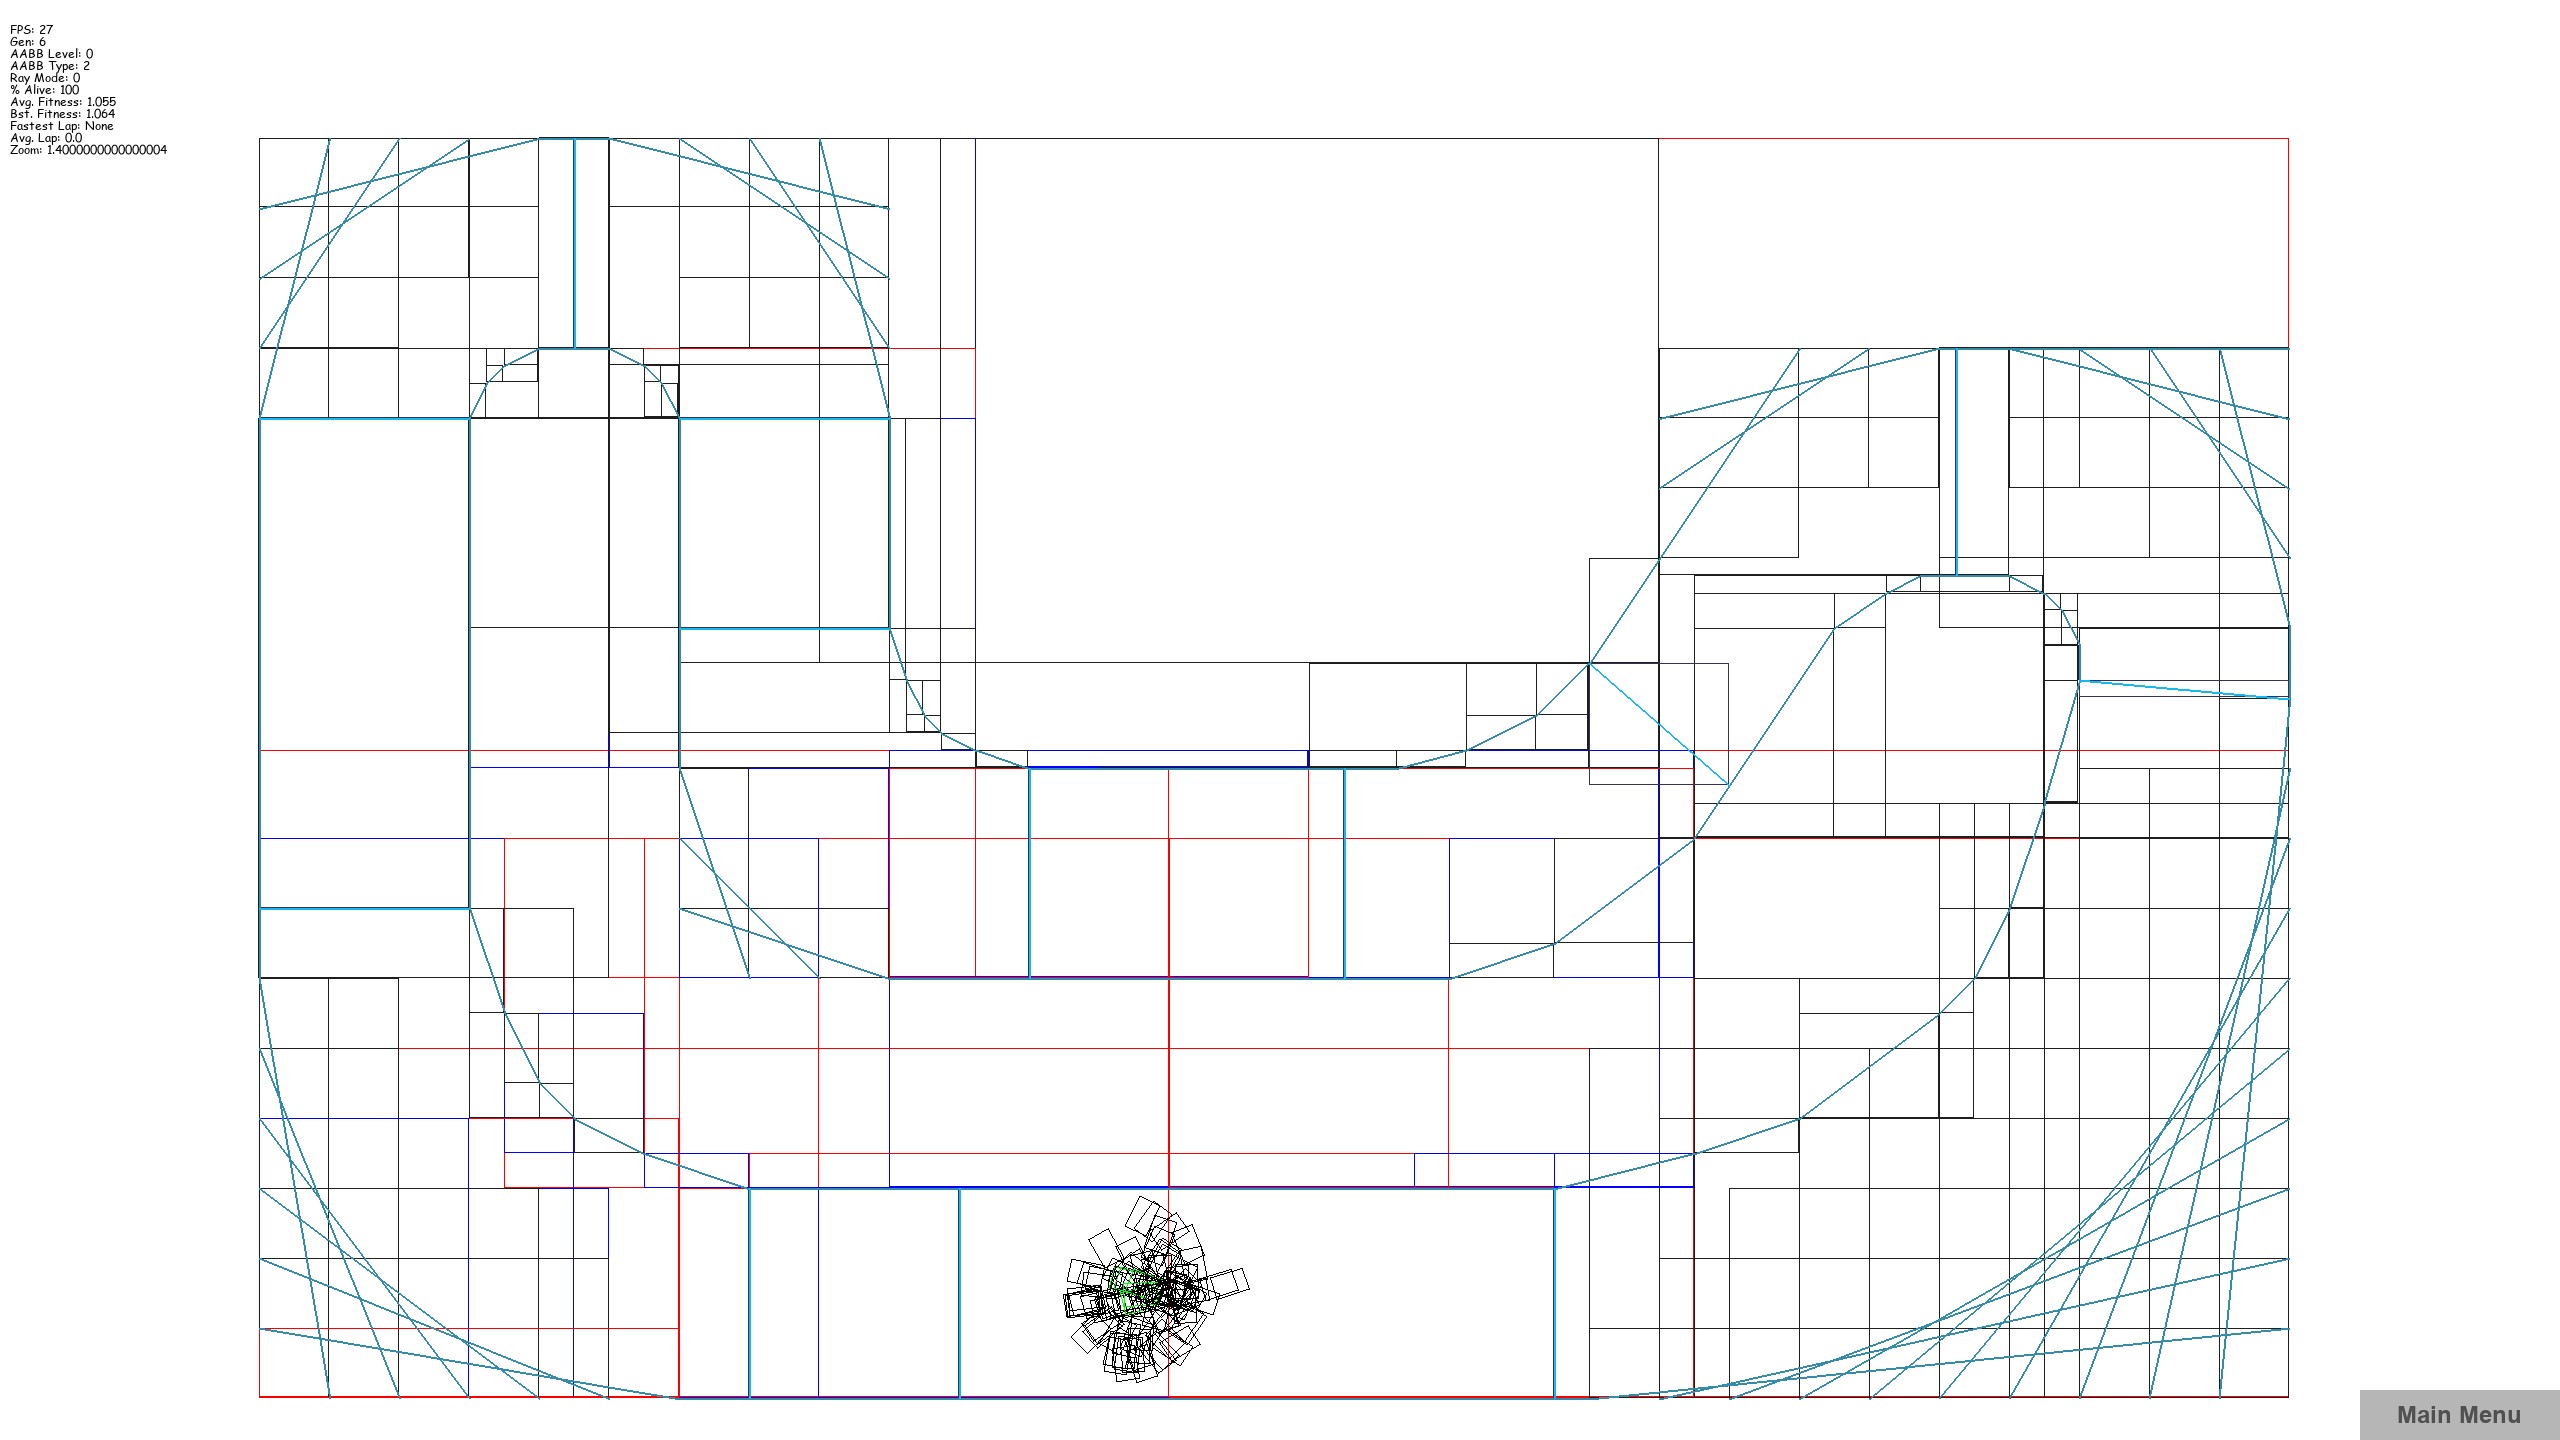 FPS: 27
Gen: 6
AABB Level: 0
AABB Type: 2
Ray Mode: 0
% Alive: 100
Avg. Fitness: 1.055
Bst. Fitness: 1.064
Fastest Lap: None
Avg. Lap: 0.0
Zoom: 1.4000000000000004
Main Menu